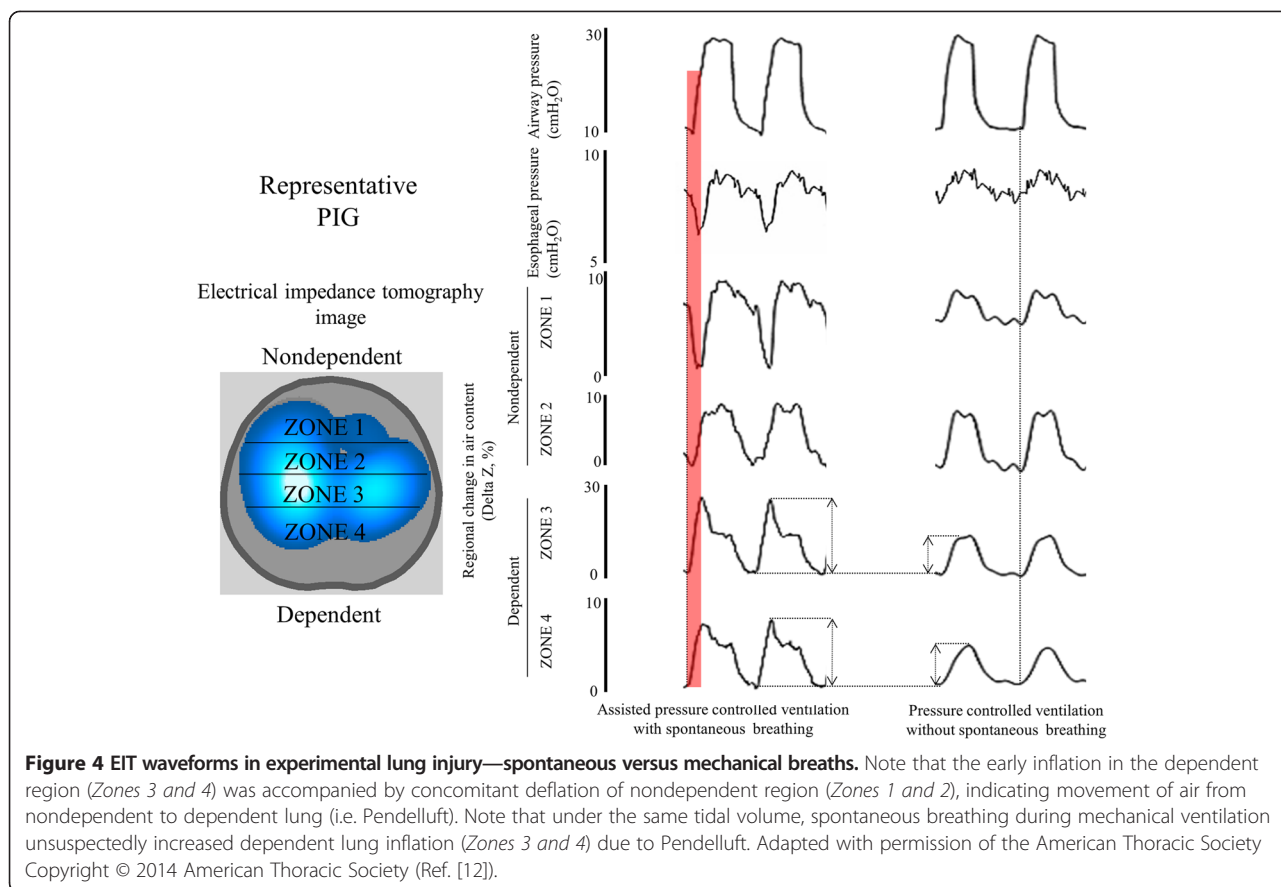 Representative
PIG
Electrical impedance tomography
image
Nondependent
ZONE 1
ZONE 2
ZONE 3
ZONE 4
Dependent
Airway pressure
(cmH₂O)
30
10
Esophageal pressure
(cmH₂O)
10
5
Regional change in air content
(Delta Z, %)
Nondependent
ZONE 1
10
0
ZONE 2
10
0
Dependent
ZONE 3
30
0
ZONE 4
10
0
Assisted pressure controlled ventilation
with spontaneous breathing
Pressure controlled ventilation
without spontaneous breathing
Figure 4 EIT waveforms in experimental lung injury—spontaneous versus mechanical breaths. Note that the early inflation in the dependent
region (Zones 3 and 4) was accompanied by concomitant deflation of nondependent region (Zones 1 and 2), indicating movement of air from
nondependent to dependent lung (i.e. Pendelluft). Note that under the same tidal volume, spontaneous breathing during mechanical ventilation
unsuspectedly increased dependent lung inflation (Zones 3 and 4) due to Pendelluft. Adapted with permission of the American Thoracic Society
Copyright © 2014 American Thoracic Society (Ref. [12]).